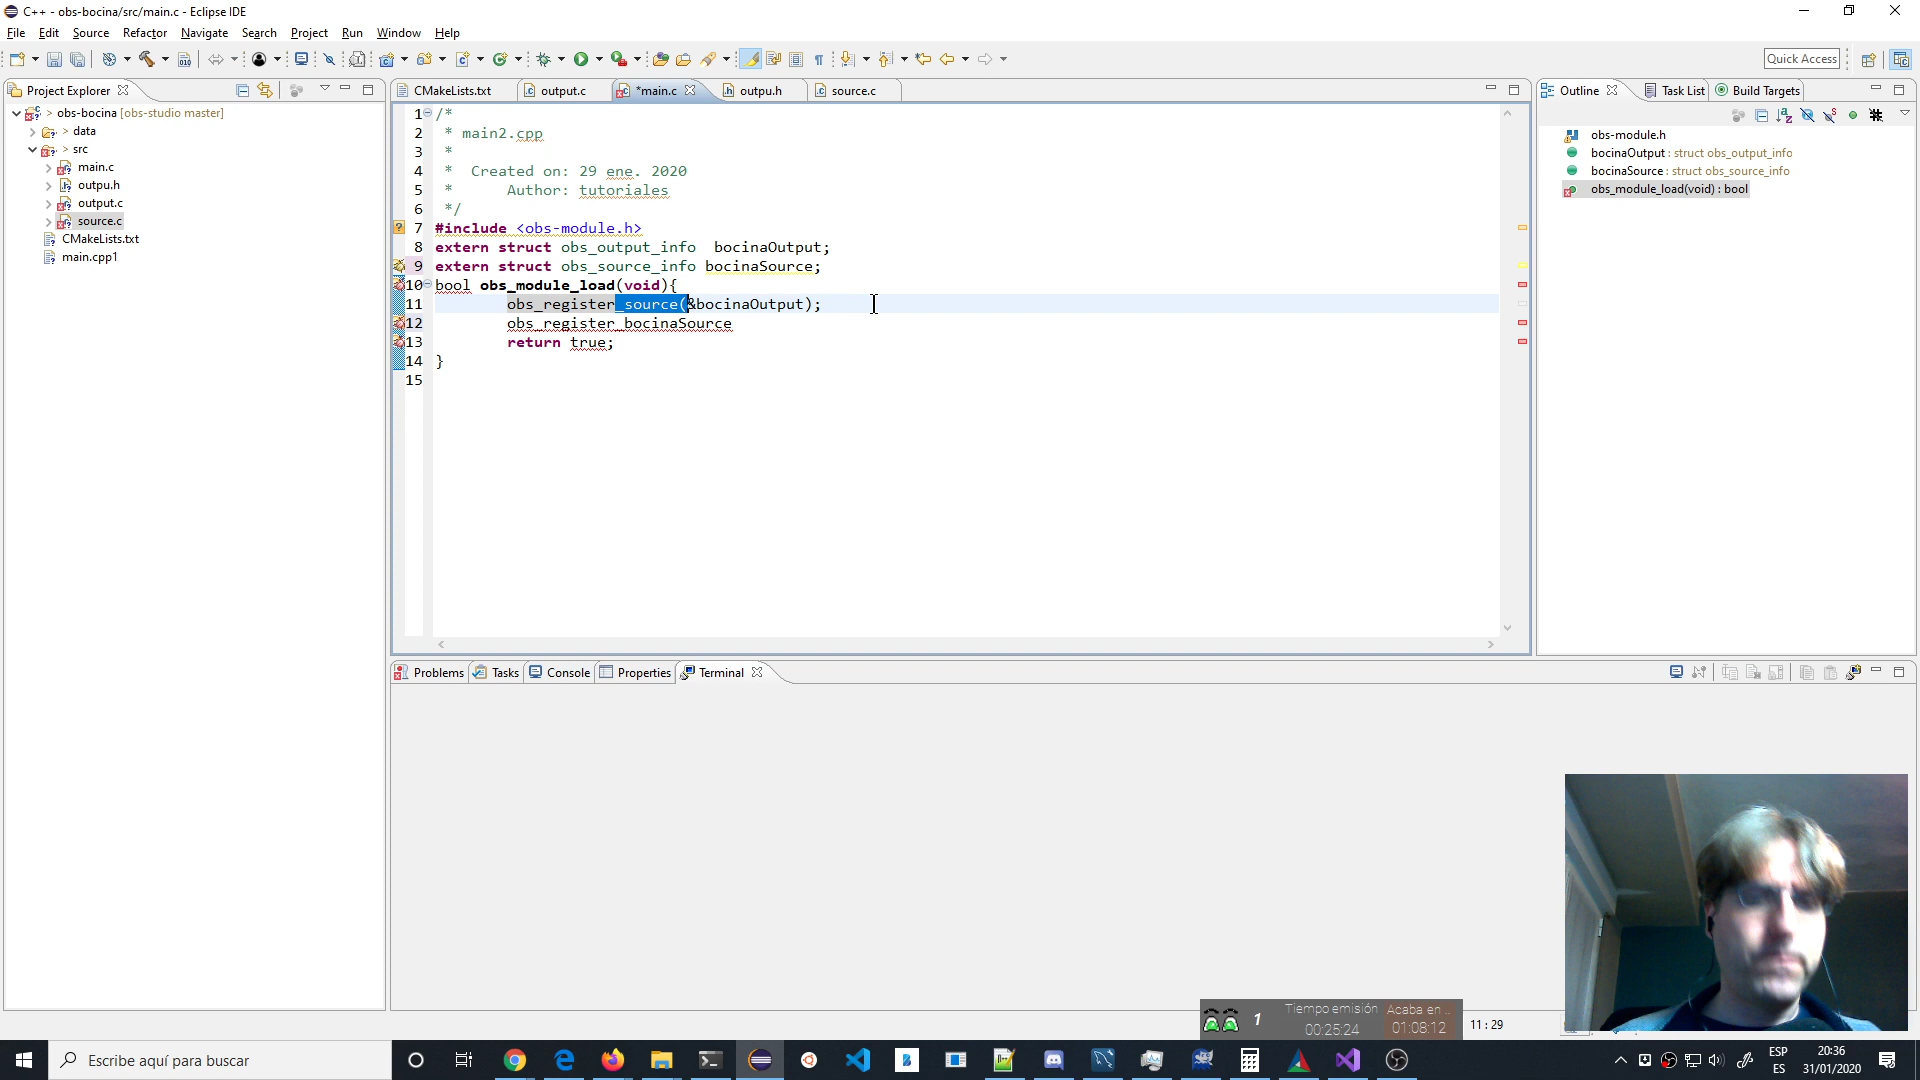 C++ - obs-bocina/src/main.c - Eclipse IDE
File Edit Source Refactor Navigate Search Project Run Window Help
Quick Access
Project Explorer
CMakeLists.txt output.c *main.c outpu.h source.c
Outline Task List Build Targets
> obs-bocina [obs-studio master]
> data
> src
main.c
outpu.h
output.c
source.c
CMakeLists.txt
main.cpp1
1 /*
2 * main2.cpp
3 *
4 * Created on: 29 ene. 2020
5 * Author: tutoriales
6 */
7 #include <obs-module.h>
8 extern struct obs_output_info bocinaOutput;
9 extern struct obs_source_info bocinaSource;
10 bool obs_module_load(void){
11 obs_register_source(&bocinaOutput);
12 obs_register_bocinaSource
13 return true;
14 }
15
obs-module.h
bocinaOutput : struct obs_output_info
bocinaSource : struct obs_source_info
obs_module_load(void) : bool
Problems Tasks Console Properties Terminal
1
Tiempo emisión Acaba en ..
00:25:24 01:08:12
11 : 29
Escribe aquí para buscar
ESP
ES
20:36
31/01/2020